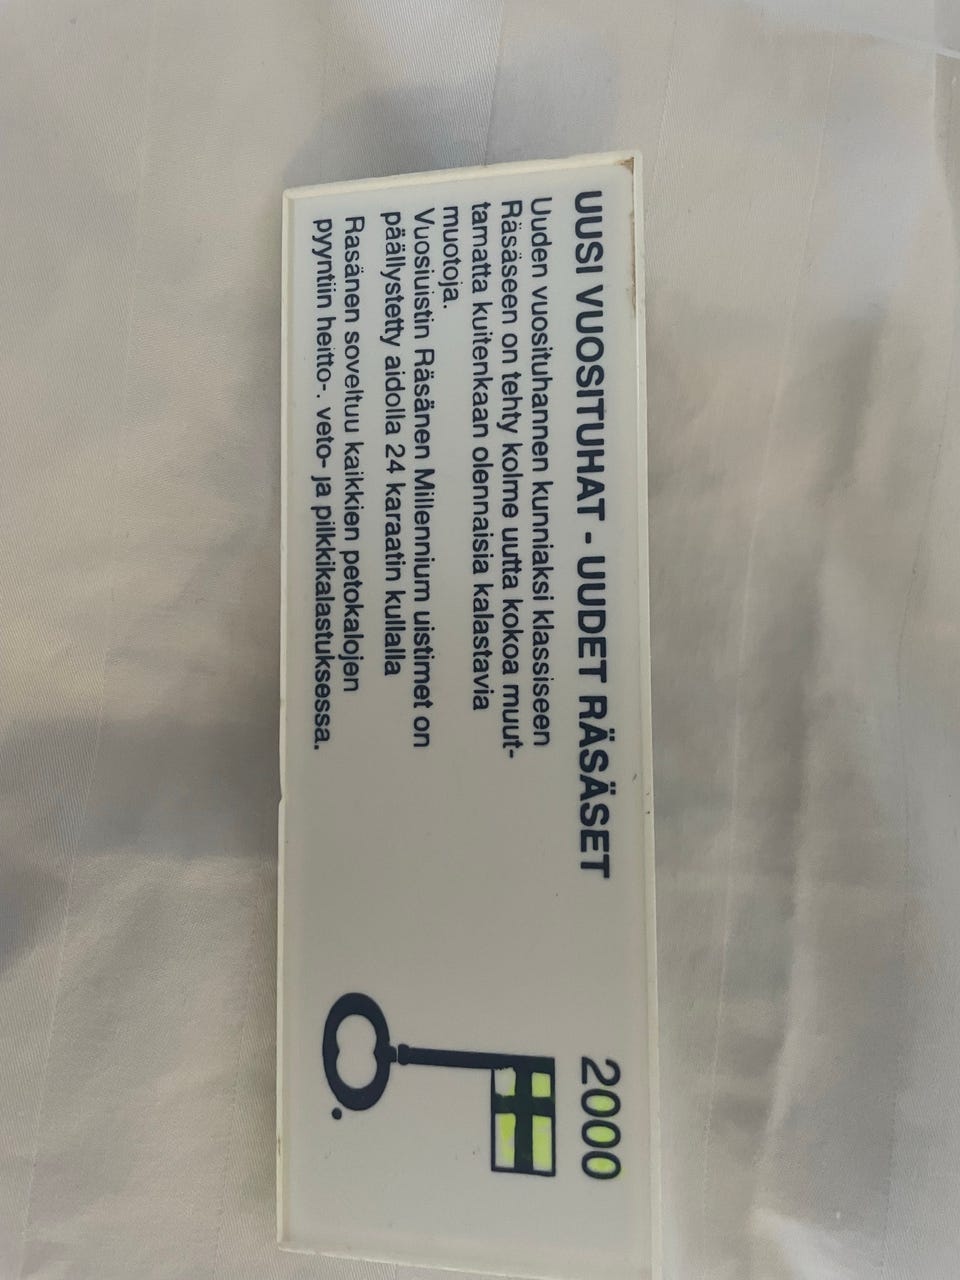 UUSI VUOSITUHAT - UUDET RÄSÄSET
2000
Uuden vuosituhannen kunniaksi klassiseen
Räsäseen on tehty kolme uutta kokoa muut-
tamatta kuitenkaan olennaisia kalastavia
muotoja.
Vuosiuistin Räsänen Millennium uistimet on
päällystetty aidolla 24 karaatin kullalla
Rasänen soveltuu kaikkien petokalojen
pyyntiin heitto-. veto- ja pilkkikalastuksessa.